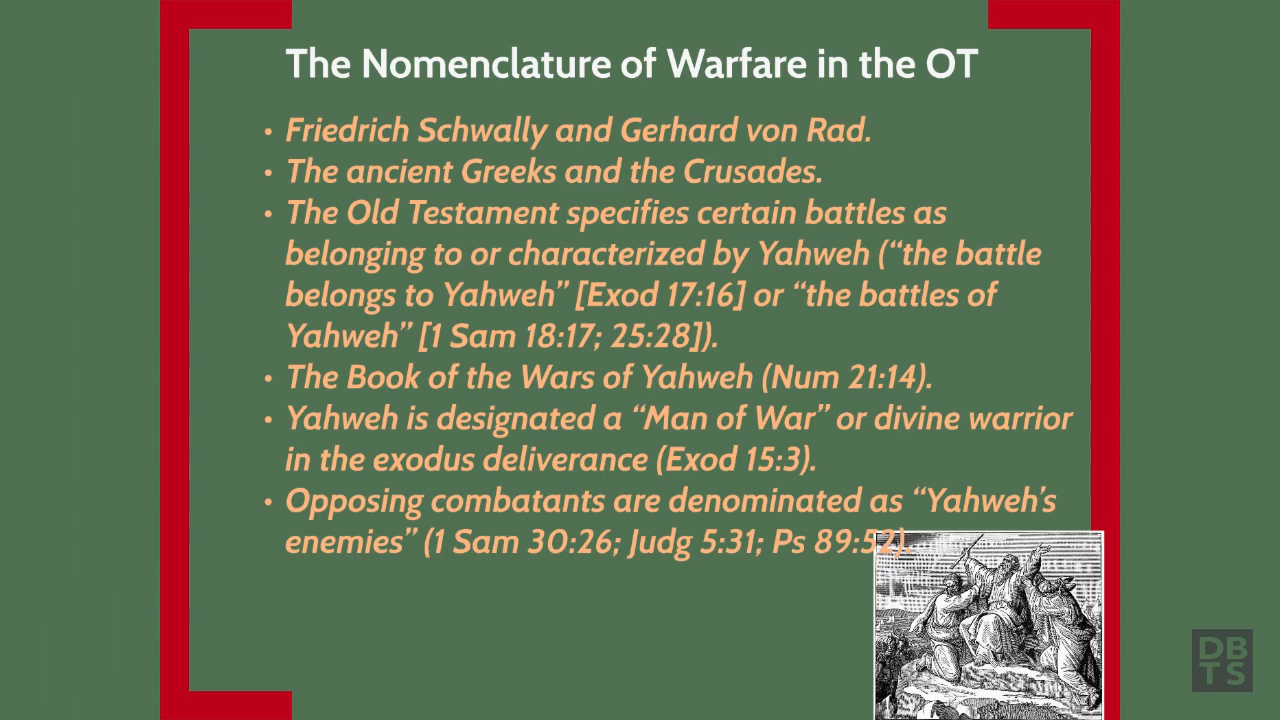 The Nomenclature of Warfare in the OT
• Friedrich Schwally and Gerhard von Rad.
• The ancient Greeks and the Crusades.
• The Old Testament specifies certain battles as
belonging to or characterized by Yahweh (“the battle
belongs to Yahweh” [Exod 17:16] or “the battles of
Yahweh” [1 Sam 18:17; 25:28]).
• The Book of the Wars of Yahweh (Num 21:14).
• Yahweh is designated a “Man of War” or divine warrior
in the exodus deliverance (Exod 15:3).
• Opposing combatants are denominated as “Yahweh’s
enemies” (1 Sam 30:26; Judg 5:31; Ps 89:52).
DB
TS